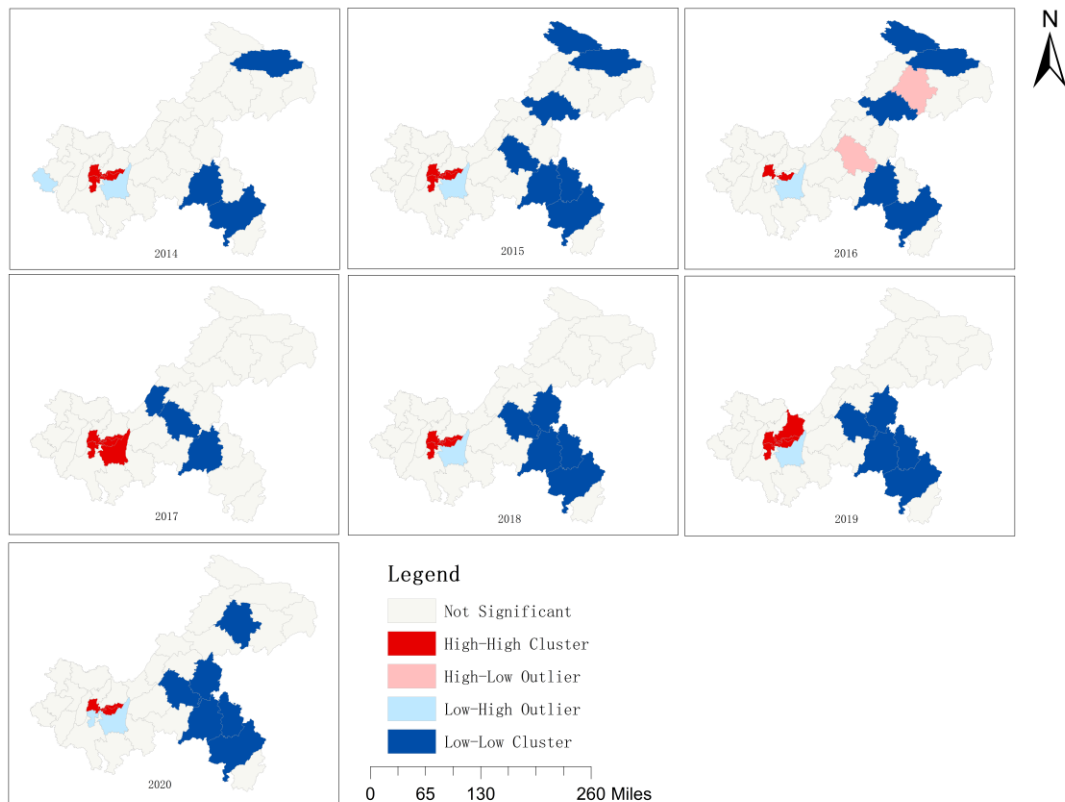 N
2014
2015
2016
2017
2018
2019
2020
Legend
Not Significant
High-High Cluster
High-Low Outlier
Low-High Outlier
Low-Low Cluster
0 65 130 260 Miles